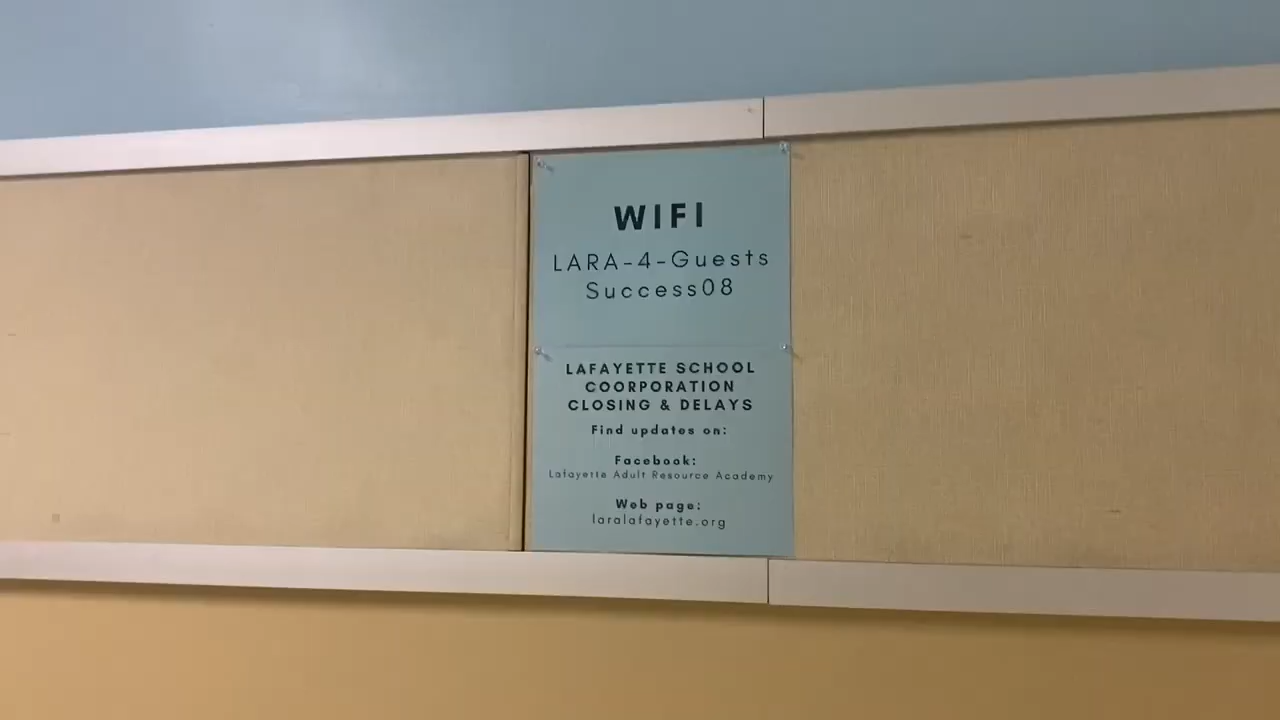 WIFI
LARA-4-Guests
Success08
LAFAYETTE SCHOOL
COORPORATION
CLOSING & DELAYS
Find updates on:
Facebook:
Lafayette Adult Resource Academy
Web page:
laralafayette.org